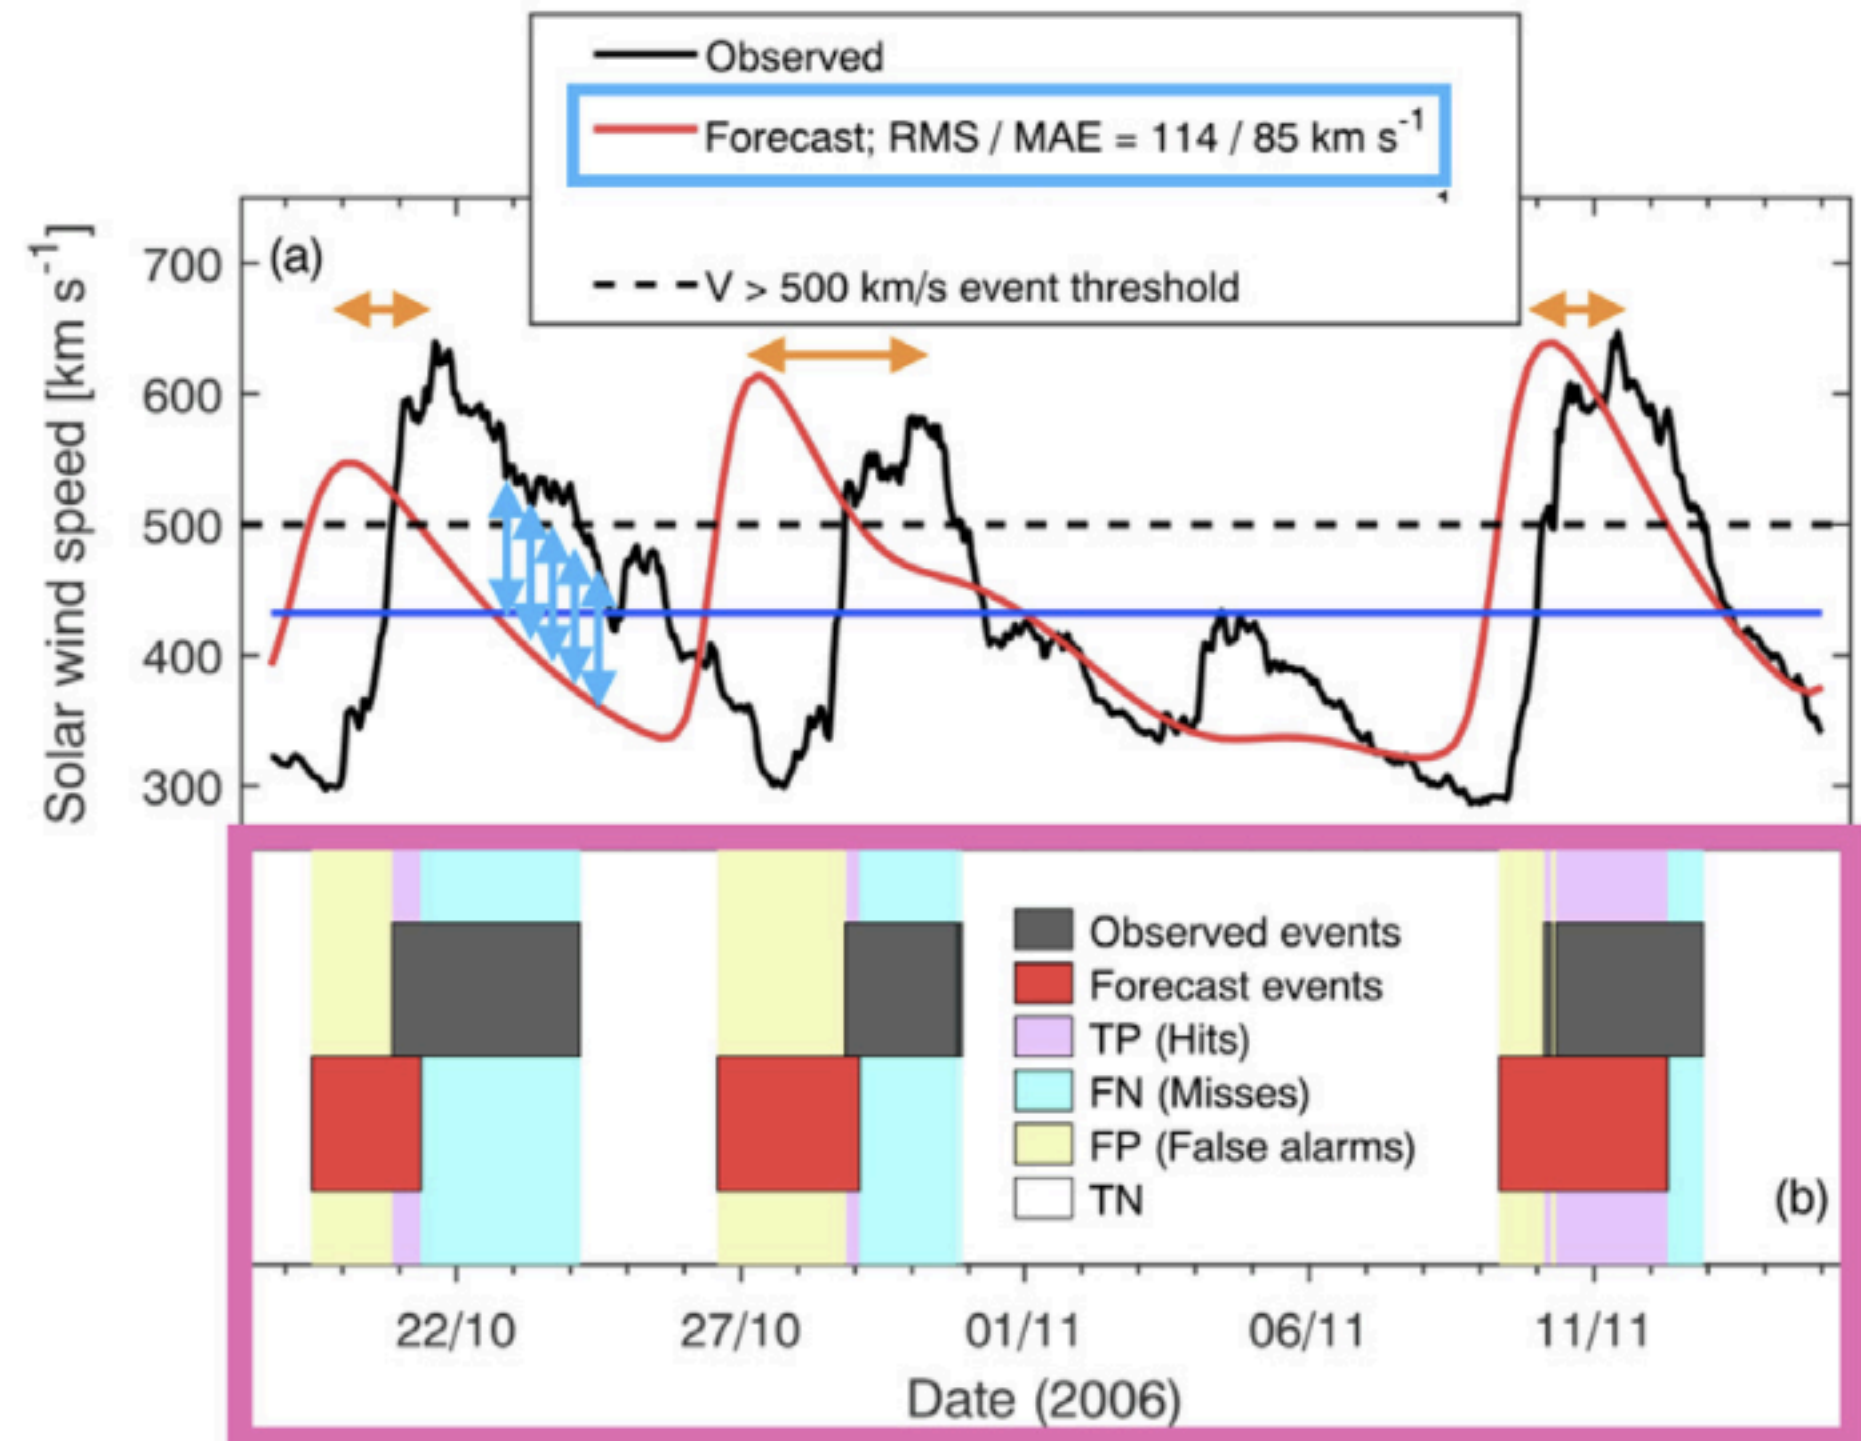 Observed
Forecast; RMS / MAE = 114 / 85 km s⁻¹
V > 500 km/s event threshold
(a)
Solar wind speed [km s⁻¹]
700
600
500
400
300
Observed events
Forecast events
TP (Hits)
FN (Misses)
FP (False alarms)
TN
(b)
22/10 27/10 01/11 06/11 11/11
Date (2006)